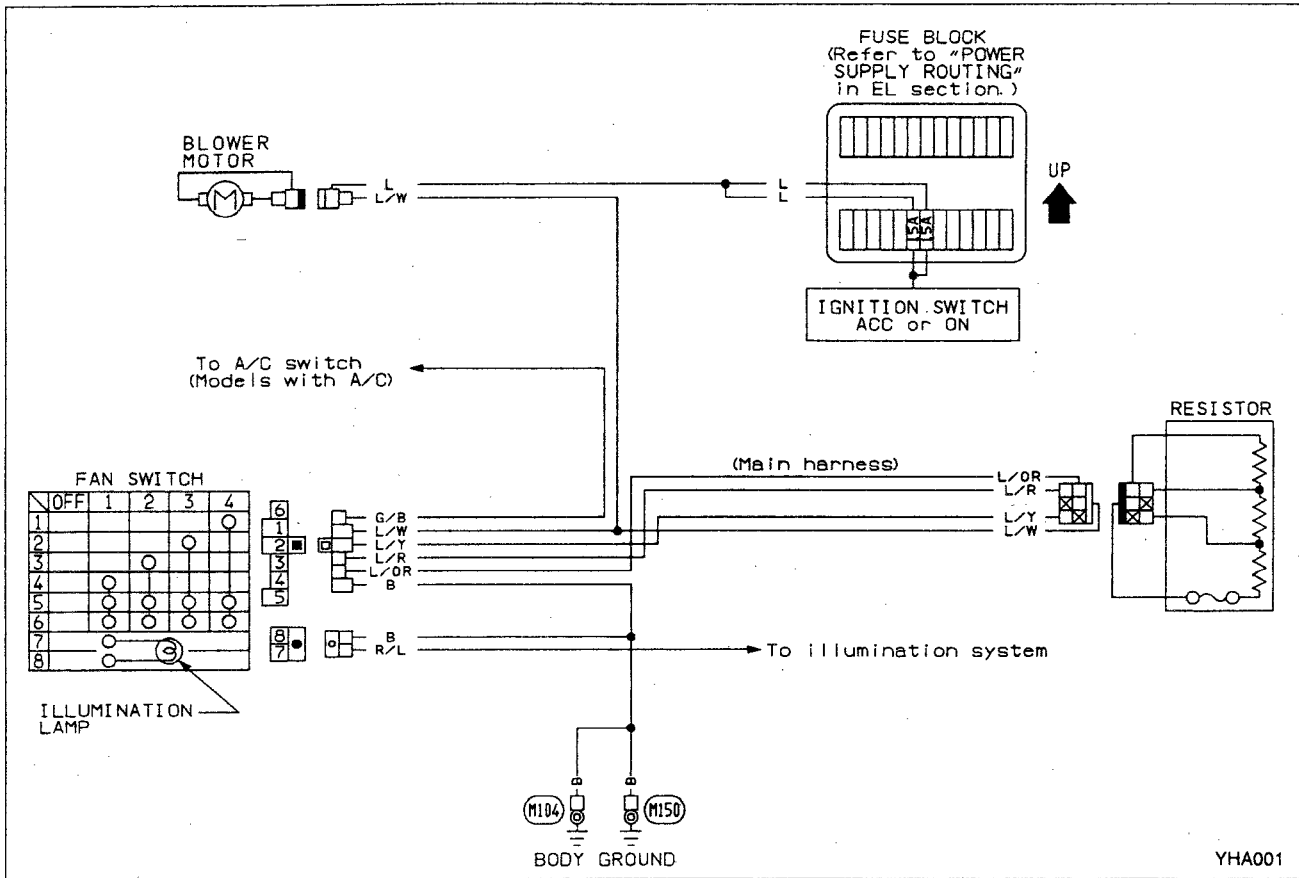 FUSE BLOCK
(Refer to "POWER
SUPPLY ROUTING"
in EL section.)
BLOWER
MOTOR
M
L
L/W
L
L
UP
15A
15A
IGNITION SWITCH
ACC or ON
To A/C switch
(Models with A/C)
RESISTOR
(Main harness)
L/OR
L/R
L/Y
L/W
FAN SWITCH
OFF 1 2 3 4
1
2
3
4
5
6
7
8
6
1
2
3
4
5
8
7
G/B
L/W
L/Y
L/R
L/OR
B
B
R/L
To illumination system
ILLUMINATION
LAMP
B
B
M104
M150
BODY GROUND
YHA001